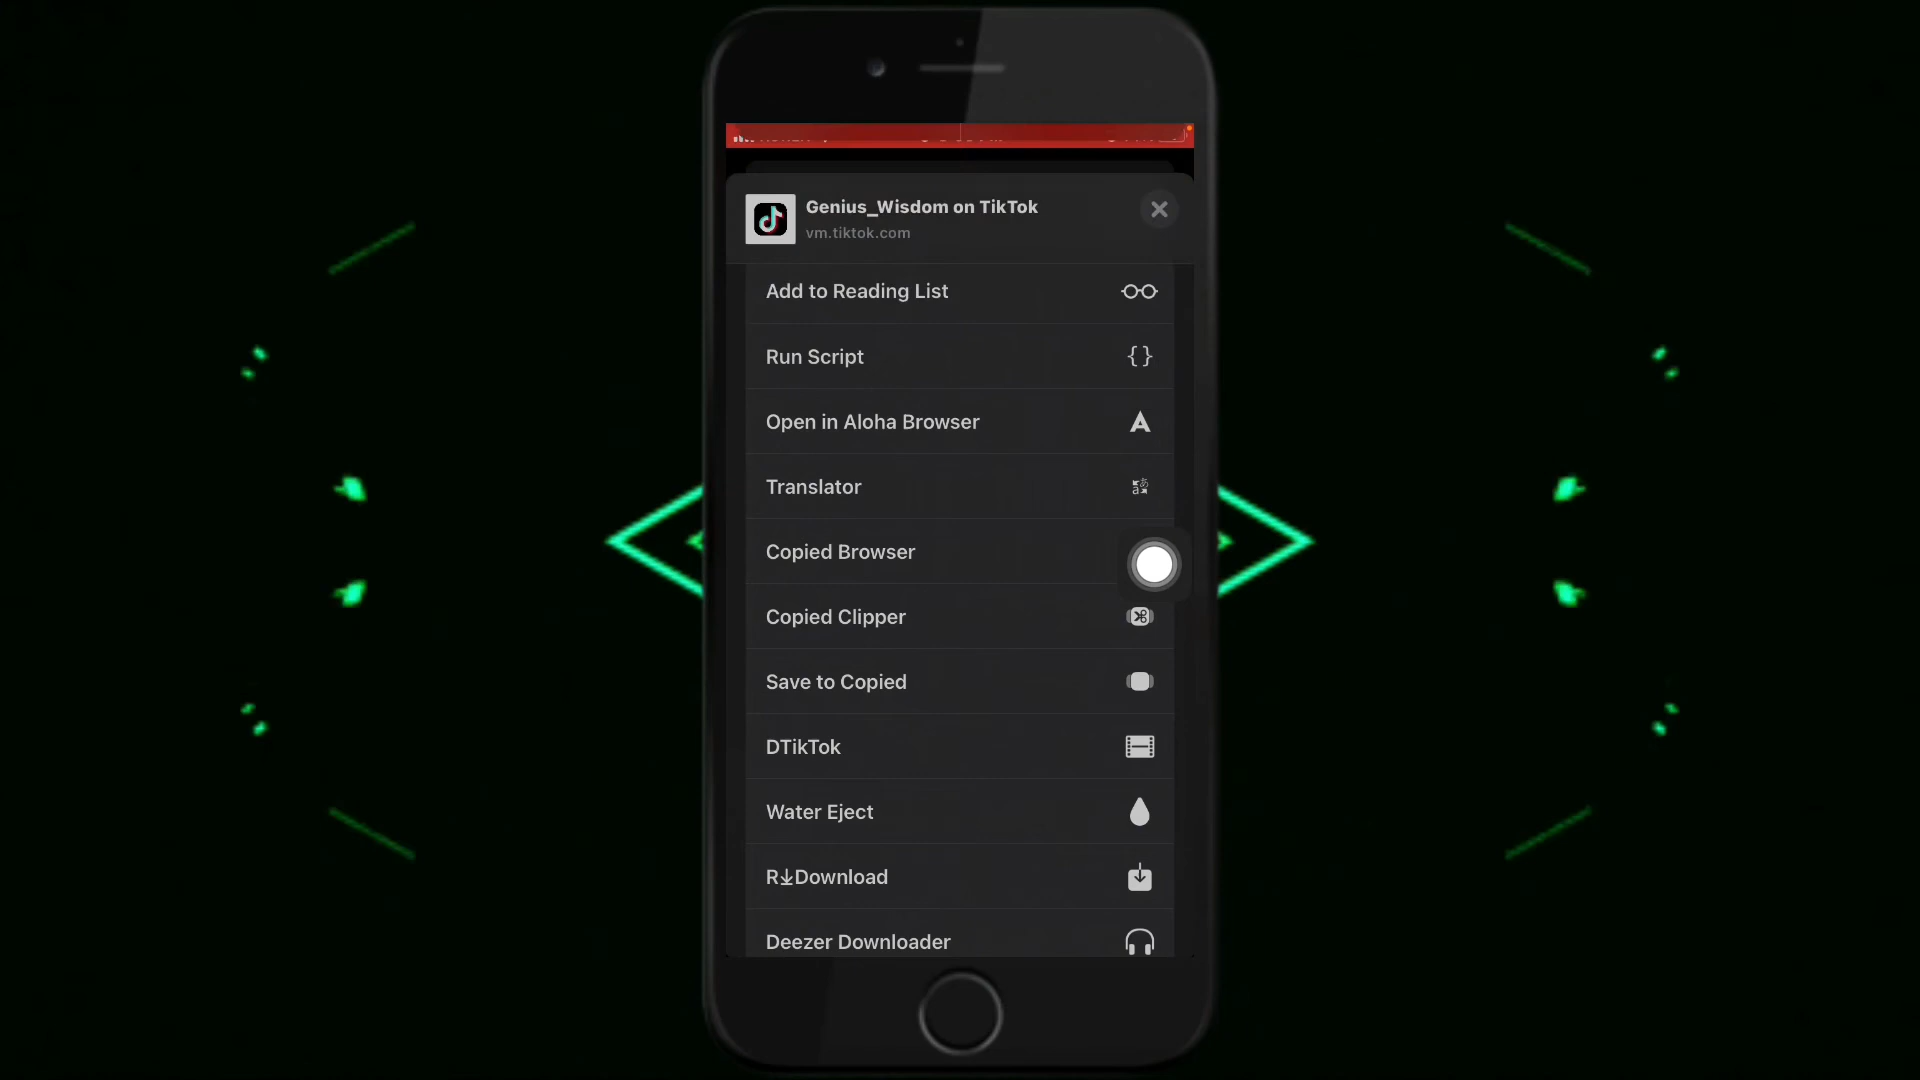 Genius_Wisdom on TikTok
vm.tiktok.com
Add to Reading List
Run Script
Open in Aloha Browser
Translator
Copied Browser
Copied Clipper
Save to Copied
DTikTok
Water Eject
R↓Download
Deezer Downloader